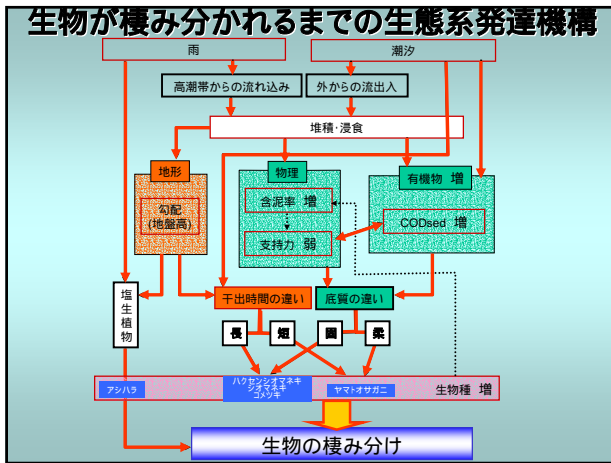 生物が棲み分かれるまでの生態系発達機構
雨
潮汐
高潮帯からの流れ込み
外からの流出入
堆積・浸食
地形
物理
有機物 増
勾配
(地盤高)
含泥率 増
支持力 弱
CODsed 増
塩生植物
干出時間の違い
底質の違い
長
短
固
柔
アシハラ
ハクセンシオマネキ
シオマネキ
コメツキ
ヤマトオサガニ
生物種 増
生物の棲み分け